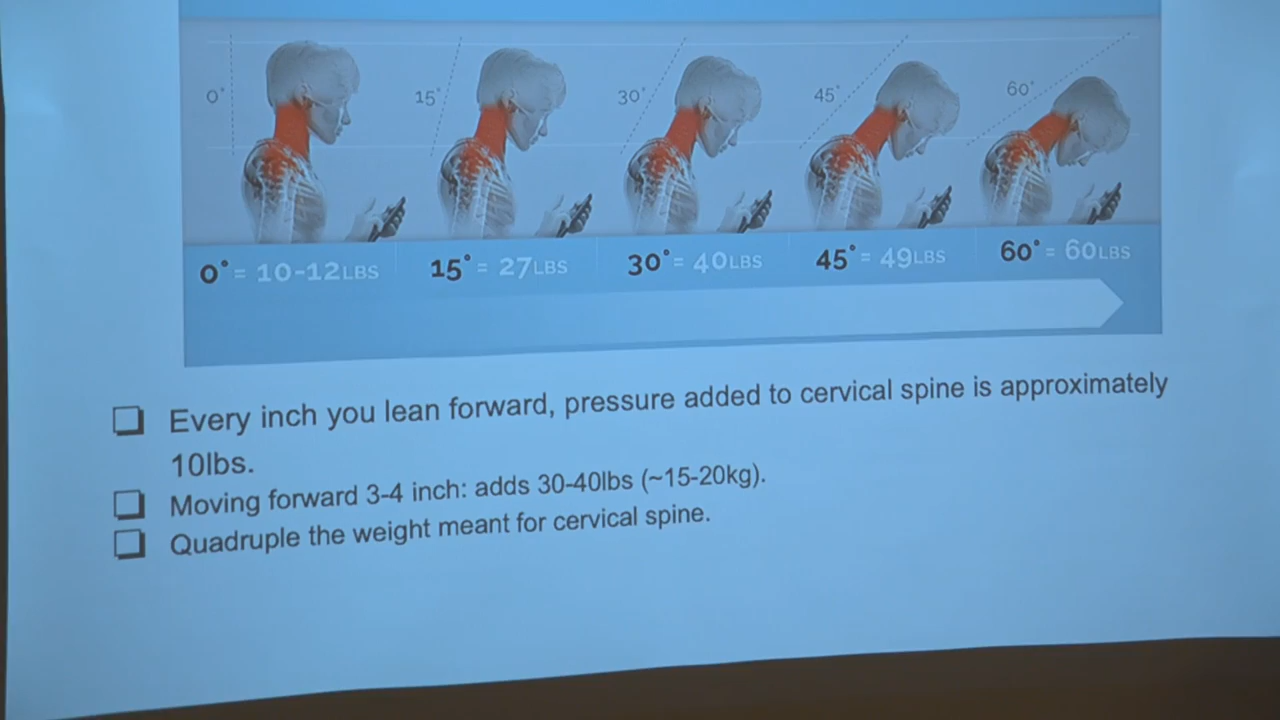 0° 15° 30° 45° 60°
0° = 10-12LBS 15° = 27LBS 30° = 40LBS 45° = 49LBS 60° = 60LBS
❏ Every inch you lean forward, pressure added to cervical spine is approximately
10lbs.
❏ Moving forward 3-4 inch: adds 30-40lbs (~15-20kg).
❏ Quadruple the weight meant for cervical spine.